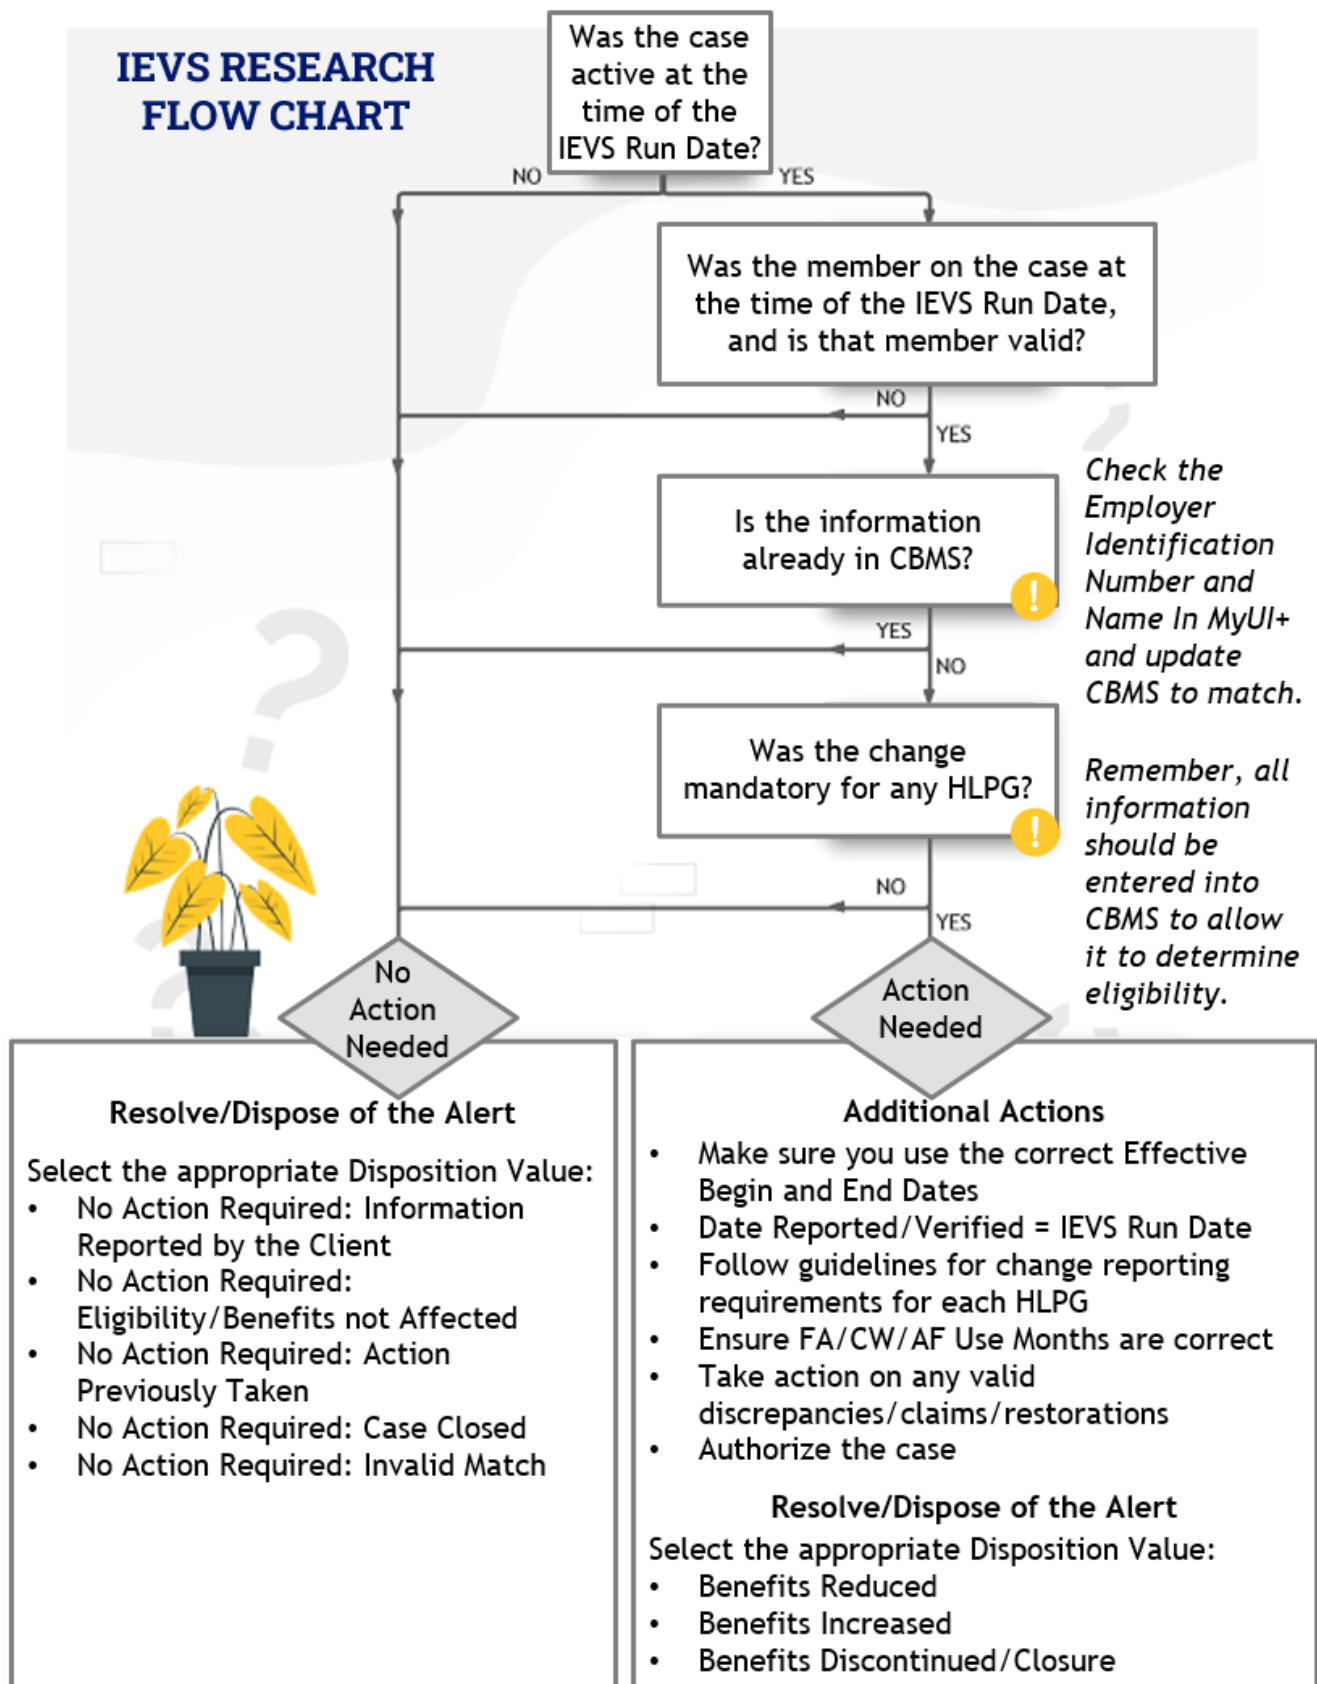 IEVS RESEARCH
FLOW CHART
Was the case
active at the
time of the
IEVS Run Date?
NO
YES
Was the member on the case at
the time of the IEVS Run Date,
and is that member valid?
NO
YES
Is the information
already in CBMS?
!
YES
NO
Check the
Employer
Identification
Number and
Name In MyUI+
and update
CBMS to match.
Was the change
mandatory for any HLPG?
!
Remember, all
information
should be
entered into
CBMS to allow
it to determine
eligibility.
NO
YES
No
Action
Needed
Action
Needed
Resolve/Dispose of the Alert
Select the appropriate Disposition Value:
• No Action Required: Information
Reported by the Client
• No Action Required:
Eligibility/Benefits not Affected
• No Action Required: Action
Previously Taken
• No Action Required: Case Closed
• No Action Required: Invalid Match
Additional Actions
• Make sure you use the correct Effective
Begin and End Dates
• Date Reported/Verified = IEVS Run Date
• Follow guidelines for change reporting
requirements for each HLPG
• Ensure FA/CW/AF Use Months are correct
• Take action on any valid
discrepancies/claims/restorations
• Authorize the case
Resolve/Dispose of the Alert
Select the appropriate Disposition Value:
• Benefits Reduced
• Benefits Increased
• Benefits Discontinued/Closure